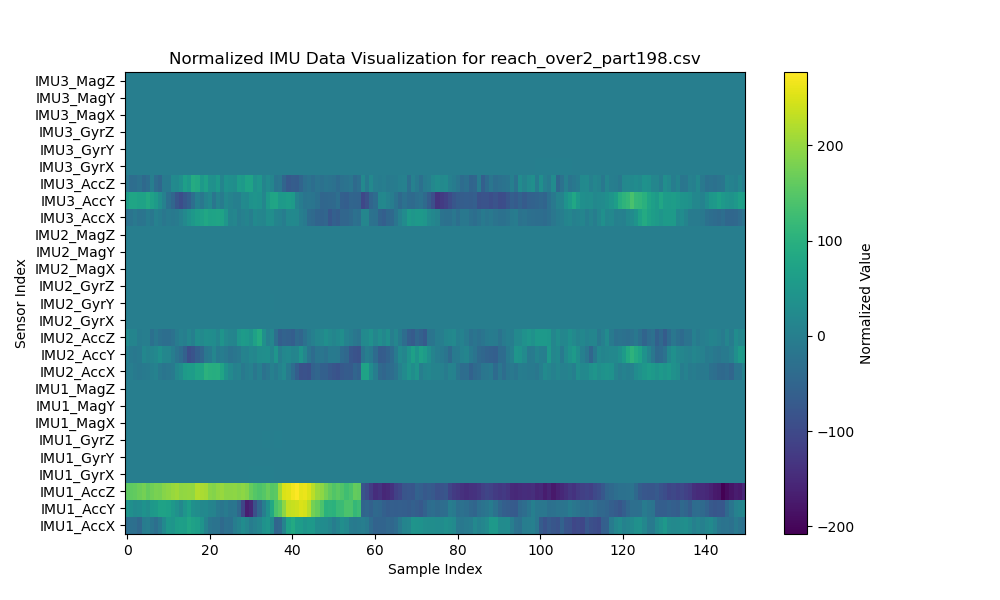 Normalized IMU Data Visualization for reach_over2_part198.csv
IMU3_MagZ
IMU3_MagY
IMU3_MagX
IMU3_GyrZ
IMU3_GyrY
IMU3_GyrX
IMU3_AccZ
IMU3_AccY
IMU3_AccX
IMU2_MagZ
IMU2_MagY
IMU2_MagX
IMU2_GyrZ
IMU2_GyrY
IMU2_GyrX
IMU2_AccZ
IMU2_AccY
IMU2_AccX
IMU1_MagZ
IMU1_MagY
IMU1_MagX
IMU1_GyrZ
IMU1_GyrY
IMU1_GyrX
IMU1_AccZ
IMU1_AccY
IMU1_AccX
Sensor Index
0 20 40 60 80 100 120 140
Sample Index
200
100
0
−100
−200
Normalized Value